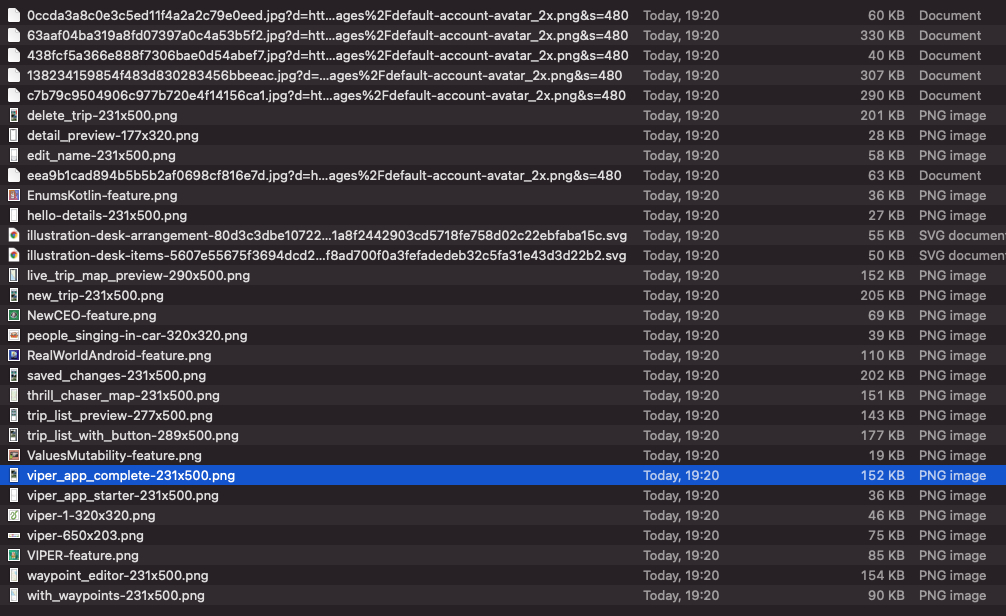 0ccda3a8c0e3c5ed11f4a2a2c79e0eed.jpg?d=htt...ages%2Fdefault-account-avatar_2x.png&s=480 Today, 19:20 60 KB Document
63aaf04ba319a8fd07397a0c4a53b5f2.jpg?d=htt...ages%2Fdefault-account-avatar_2x.png&s=480 Today, 19:20 330 KB Document
438fcf5a366e888f7306bae0d54abef7.jpg?d=htt...ages%2Fdefault-account-avatar_2x.png&s=480 Today, 19:20 40 KB Document
138234159854f483d830283456bbeeac.jpg?d=...ages%2Fdefault-account-avatar_2x.png&s=480 Today, 19:20 307 KB Document
c7b79c9504906c977b720e4f14156ca1.jpg?d=ht...ages%2Fdefault-account-avatar_2x.png&s=480 Today, 19:20 290 KB Document
delete_trip-231x500.png Today, 19:20 201 KB PNG image
detail_preview-177x320.png Today, 19:20 28 KB PNG image
edit_name-231x500.png Today, 19:20 58 KB PNG image
eea9b1cad894b5b5b2af0698cf816e7d.jpg?d=h...ages%2Fdefault-account-avatar_2x.png&s=480 Today, 19:20 63 KB Document
EnumsKotlin-feature.png Today, 19:20 36 KB PNG image
hello-details-231x500.png Today, 19:20 27 KB PNG image
illustration-desk-arrangement-80d3c3dbe10722...1a8f2442903cd5718fe758d02c22ebfaba15c.svg Today, 19:20 55 KB SVG documen
illustration-desk-items-5607e55675f3694dcd2...f8ad700f0a3fefadedeb32c5fa31e43d3d22b2.svg Today, 19:20 50 KB SVG documen
live_trip_map_preview-290x500.png Today, 19:20 152 KB PNG image
new_trip-231x500.png Today, 19:20 205 KB PNG image
NewCEO-feature.png Today, 19:20 69 KB PNG image
people_singing-in-car-320x320.png Today, 19:20 39 KB PNG image
RealWorldAndroid-feature.png Today, 19:20 110 KB PNG image
saved_changes-231x500.png Today, 19:20 202 KB PNG image
thrill_chaser_map-231x500.png Today, 19:20 151 KB PNG image
trip_list_preview-277x500.png Today, 19:20 143 KB PNG image
trip_list_with_button-289x500.png Today, 19:20 177 KB PNG image
ValuesMutability-feature.png Today, 19:20 19 KB PNG image
viper_app_complete-231x500.png Today, 19:20 152 KB PNG image
viper_app_starter-231x500.png Today, 19:20 36 KB PNG image
viper-1-320x320.png Today, 19:20 46 KB PNG image
viper-650x203.png Today, 19:20 75 KB PNG image
VIPER-feature.png Today, 19:20 85 KB PNG image
waypoint_editor-231x500.png Today, 19:20 154 KB PNG image
with_waypoints-231x500.png Today, 19:20 90 KB PNG image